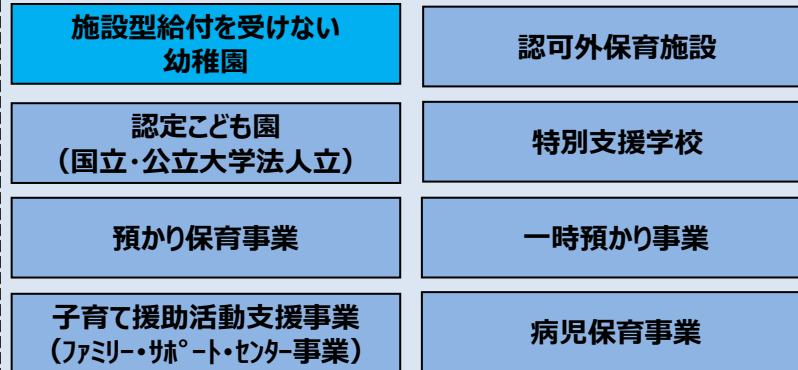 施設型給付を受けない
幼稚園
認可外保育施設
認定こども園
（国立・公立大学法人立）
特別支援学校
預かり保育事業
一時預かり事業
子育て援助活動支援事業
（ﾌｧﾐﾘｰ・ｻﾎﾟｰﾄ・ｾﾝﾀｰ事業）
病児保育事業